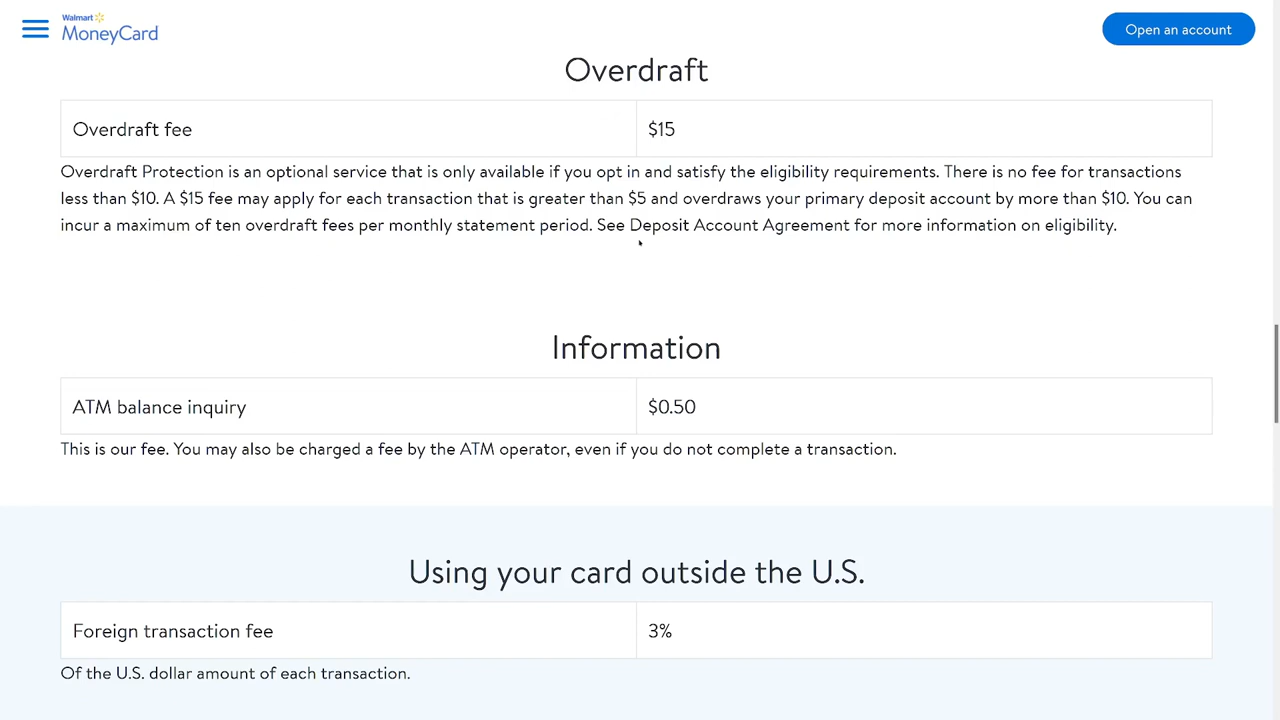 Walmart
MoneyCard
Open an account
Overdraft
Overdraft fee
$15
Overdraft Protection is an optional service that is only available if you opt in and satisfy the eligibility requirements. There is no fee for transactions
less than $10. A $15 fee may apply for each transaction that is greater than $5 and overdraws your primary deposit account by more than $10. You can
incur a maximum of ten overdraft fees per monthly statement period. See Deposit Account Agreement for more information on eligibility.
Information
ATM balance inquiry
$0.50
This is our fee. You may also be charged a fee by the ATM operator, even if you do not complete a transaction.
Using your card outside the U.S.
Foreign transaction fee
3%
Of the U.S. dollar amount of each transaction.